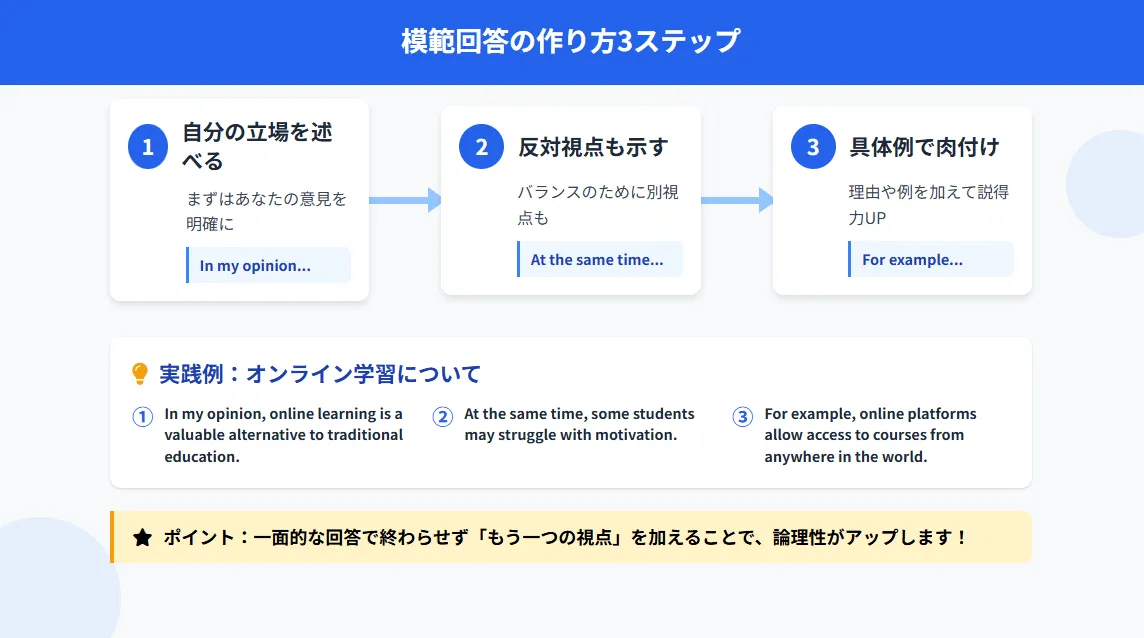 模範回答の作り方3ステップ
1
自分の立場を述
べる
まずはあなたの意見を
明確に
In my opinion...
2
反対視点も示す
バランスのために別視
点も
At the same time...
3
具体例で肉付け
理由や例を加えて説得
力UP
For example...
実践例：オンライン学習について
1
In my opinion, online learning is a
valuable alternative to traditional
education.
2
At the same time, some students
may struggle with motivation.
3
For example, online platforms
allow access to courses from
anywhere in the world.
ポイント：一面的な回答で終わらせず「もう一つの視点」を加えることで、論理性がアップします！